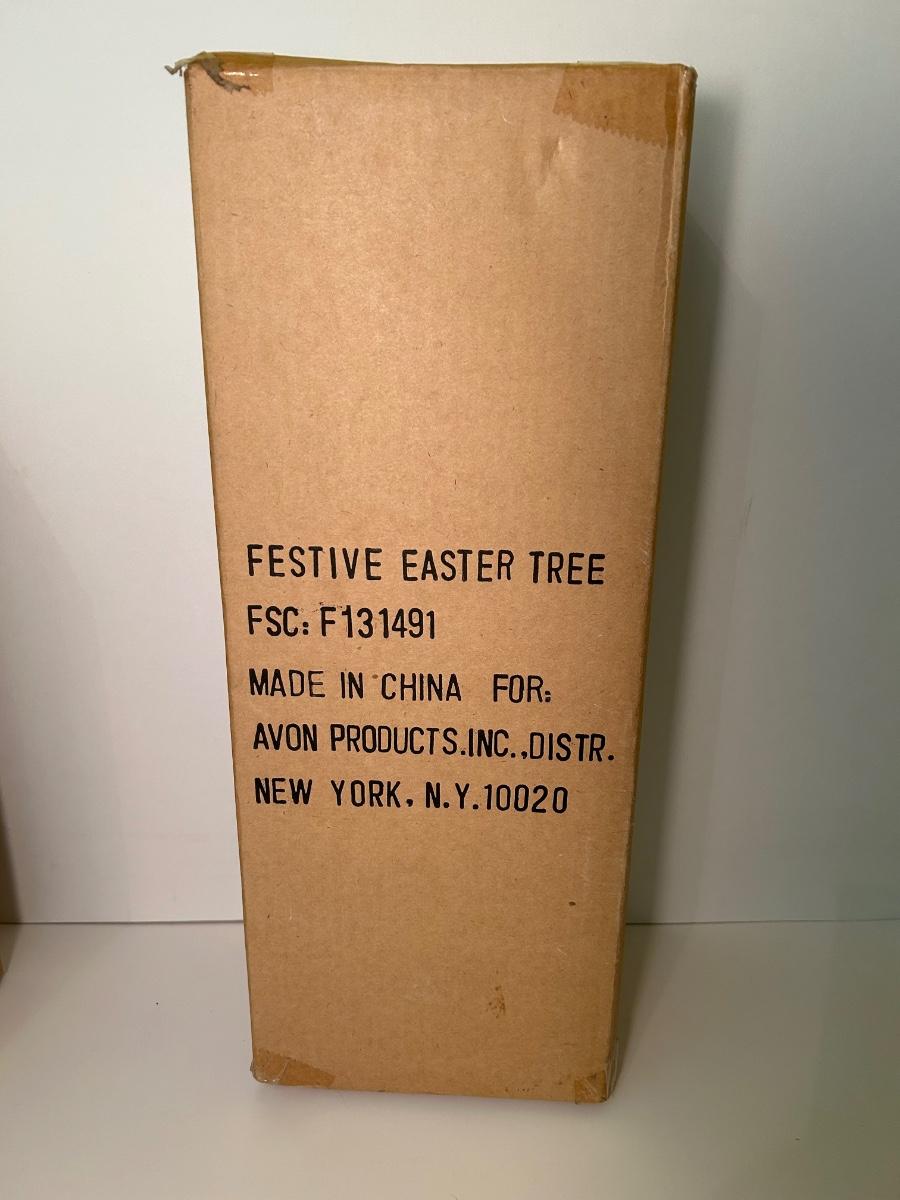 FESTIVE EASTER TREE
FSC: F131491
MADE IN CHINA FOR:
AVON PRODUCTS.INC.,DISTR.
NEW YORK, N.Y.10020